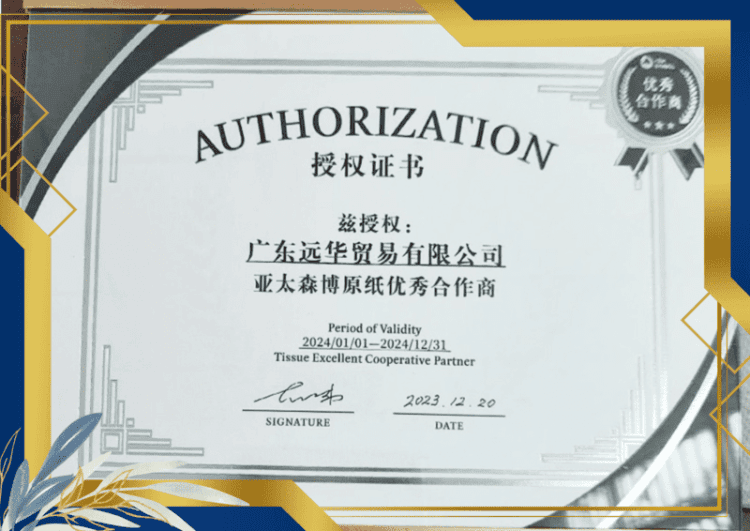 优秀
合作商
AUTHORIZATION
授权证书
兹授权：
广东远华贸易有限公司
亚太森博原纸优秀合作商
Period of Validity
2024/01/01—2024/12/31
Tissue Excellent Cooperative Partner
2023.12.20
SIGNATURE
DATE